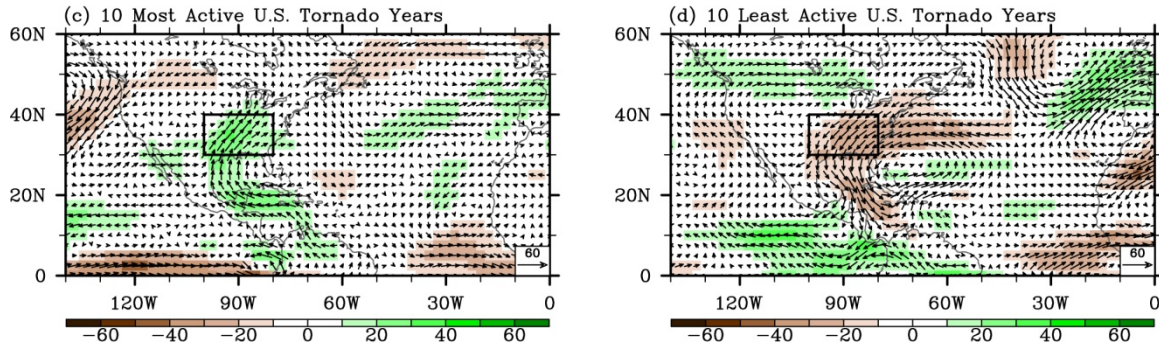 (c) 10 Most Active U.S. Tornado Years
60N
40N
20N
0
60
120W 90W 60W 30W 0
−60 −40 −20 0 20 40 60
(d) 10 Least Active U.S. Tornado Years
60N
40N
20N
0
60
120W 90W 60W 30W 0
−60 −40 −20 0 20 40 60